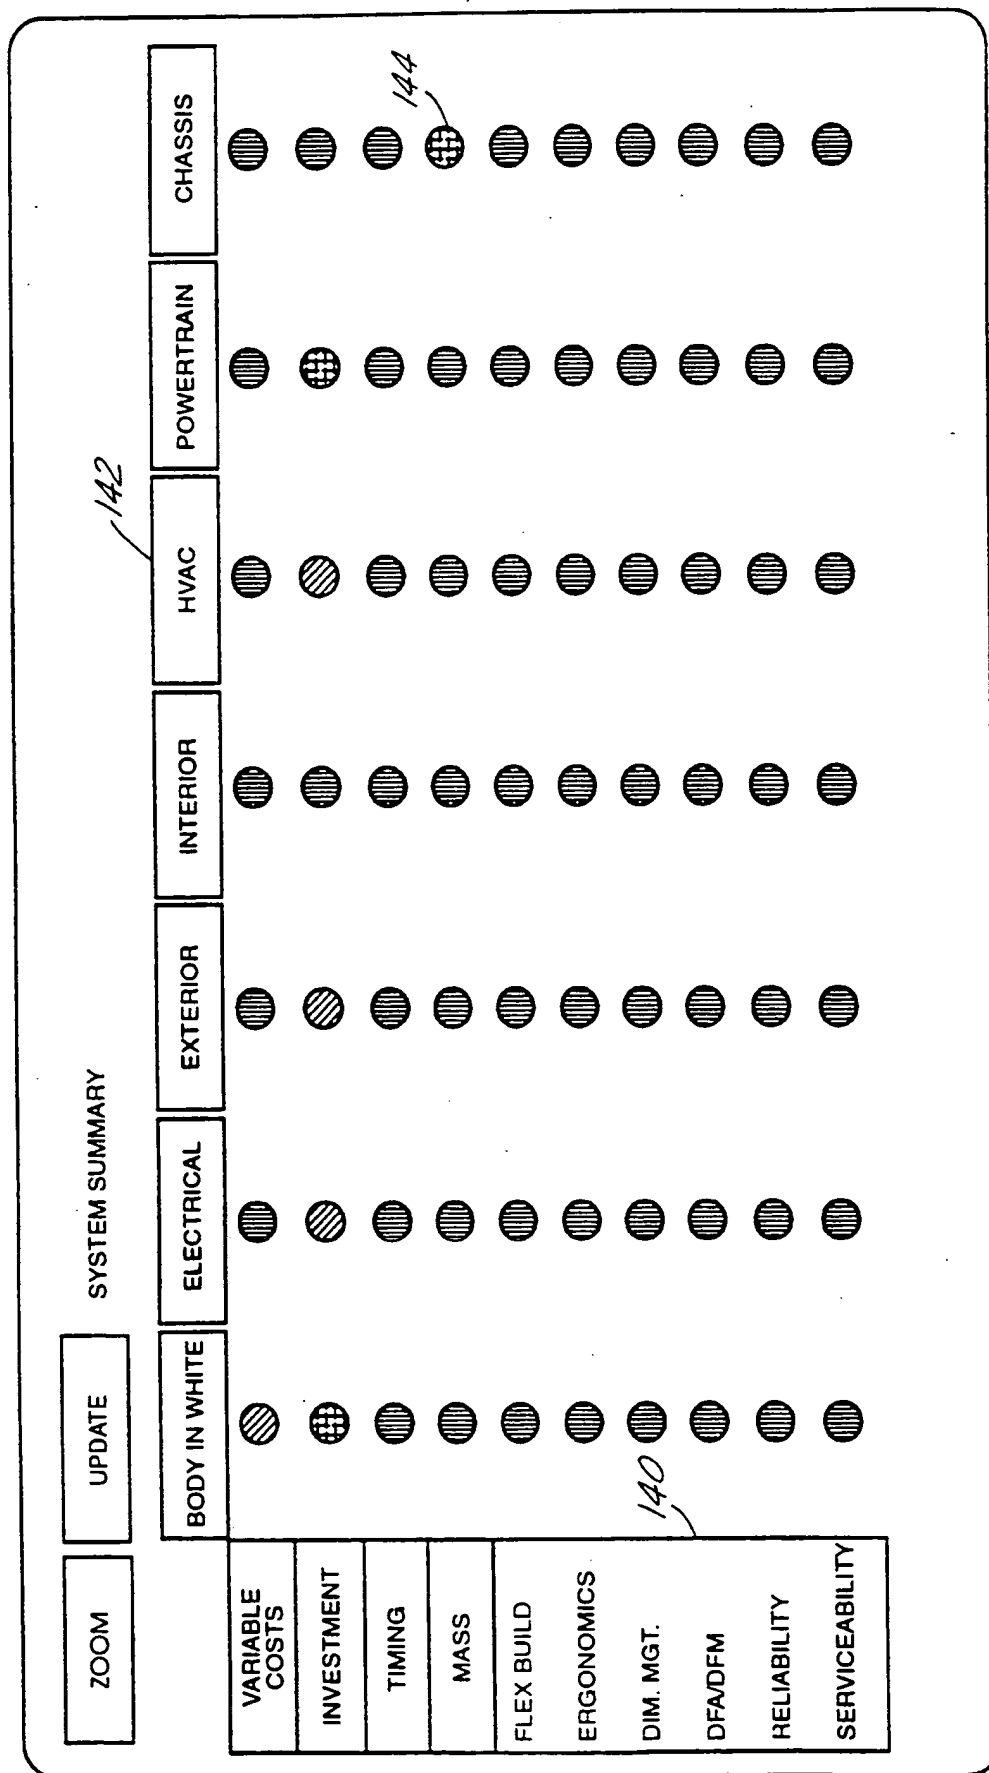 ZOOM
UPDATE
SYSTEM SUMMARY
142
BODY IN WHITE
ELECTRICAL
EXTERIOR
INTERIOR
HVAC
POWERTRAIN
CHASSIS
VARIABLE
COSTS
INVESTMENT
TIMING
MASS
144
FLEX BUILD
ERGONOMICS
DIM. MGT.
140
DFA/DFM
RELIABILITY
SERVICEABILITY